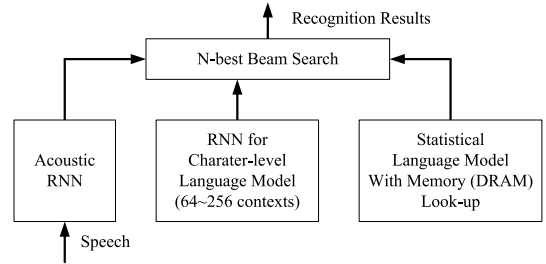 Recognition Results
N-best Beam Search
Acoustic
RNN
RNN for
Charater-level
Language Model
(64~256 contexts)
Statistical
Language Model
With Memory (DRAM)
Look-up
Speech